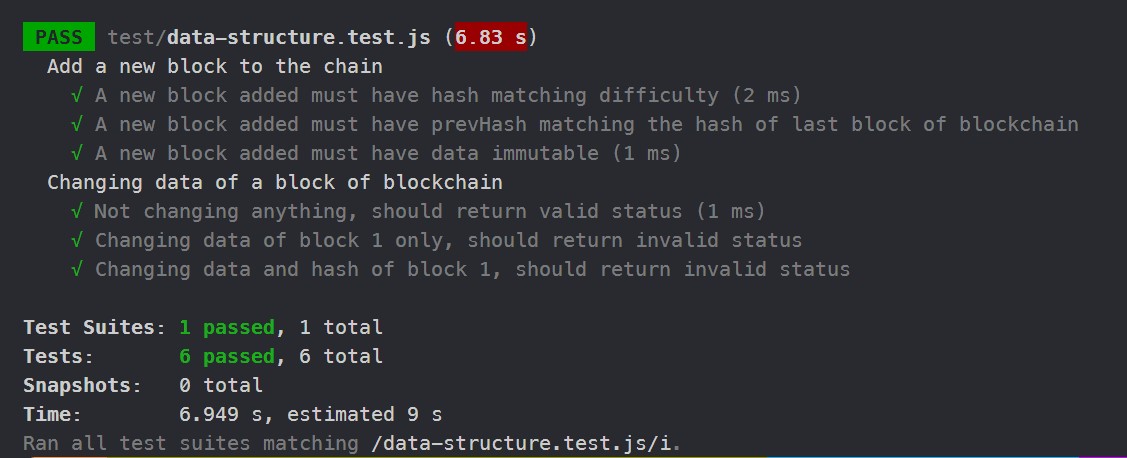 PASS test/data-structure.test.js (6.83 s)
Add a new block to the chain
√ A new block added must have hash matching difficulty (2 ms)
√ A new block added must have prevHash matching the hash of last block of blockchain
√ A new block added must have data immutable (1 ms)
Changing data of a block of blockchain
√ Not changing anything, should return valid status (1 ms)
√ Changing data of block 1 only, should return invalid status
√ Changing data and hash of block 1, should return invalid status
Test Suites: 1 passed, 1 total
Tests: 6 passed, 6 total
Snapshots: 0 total
Time: 6.949 s, estimated 9 s
Ran all test suites matching /data-structure.test.js/i.